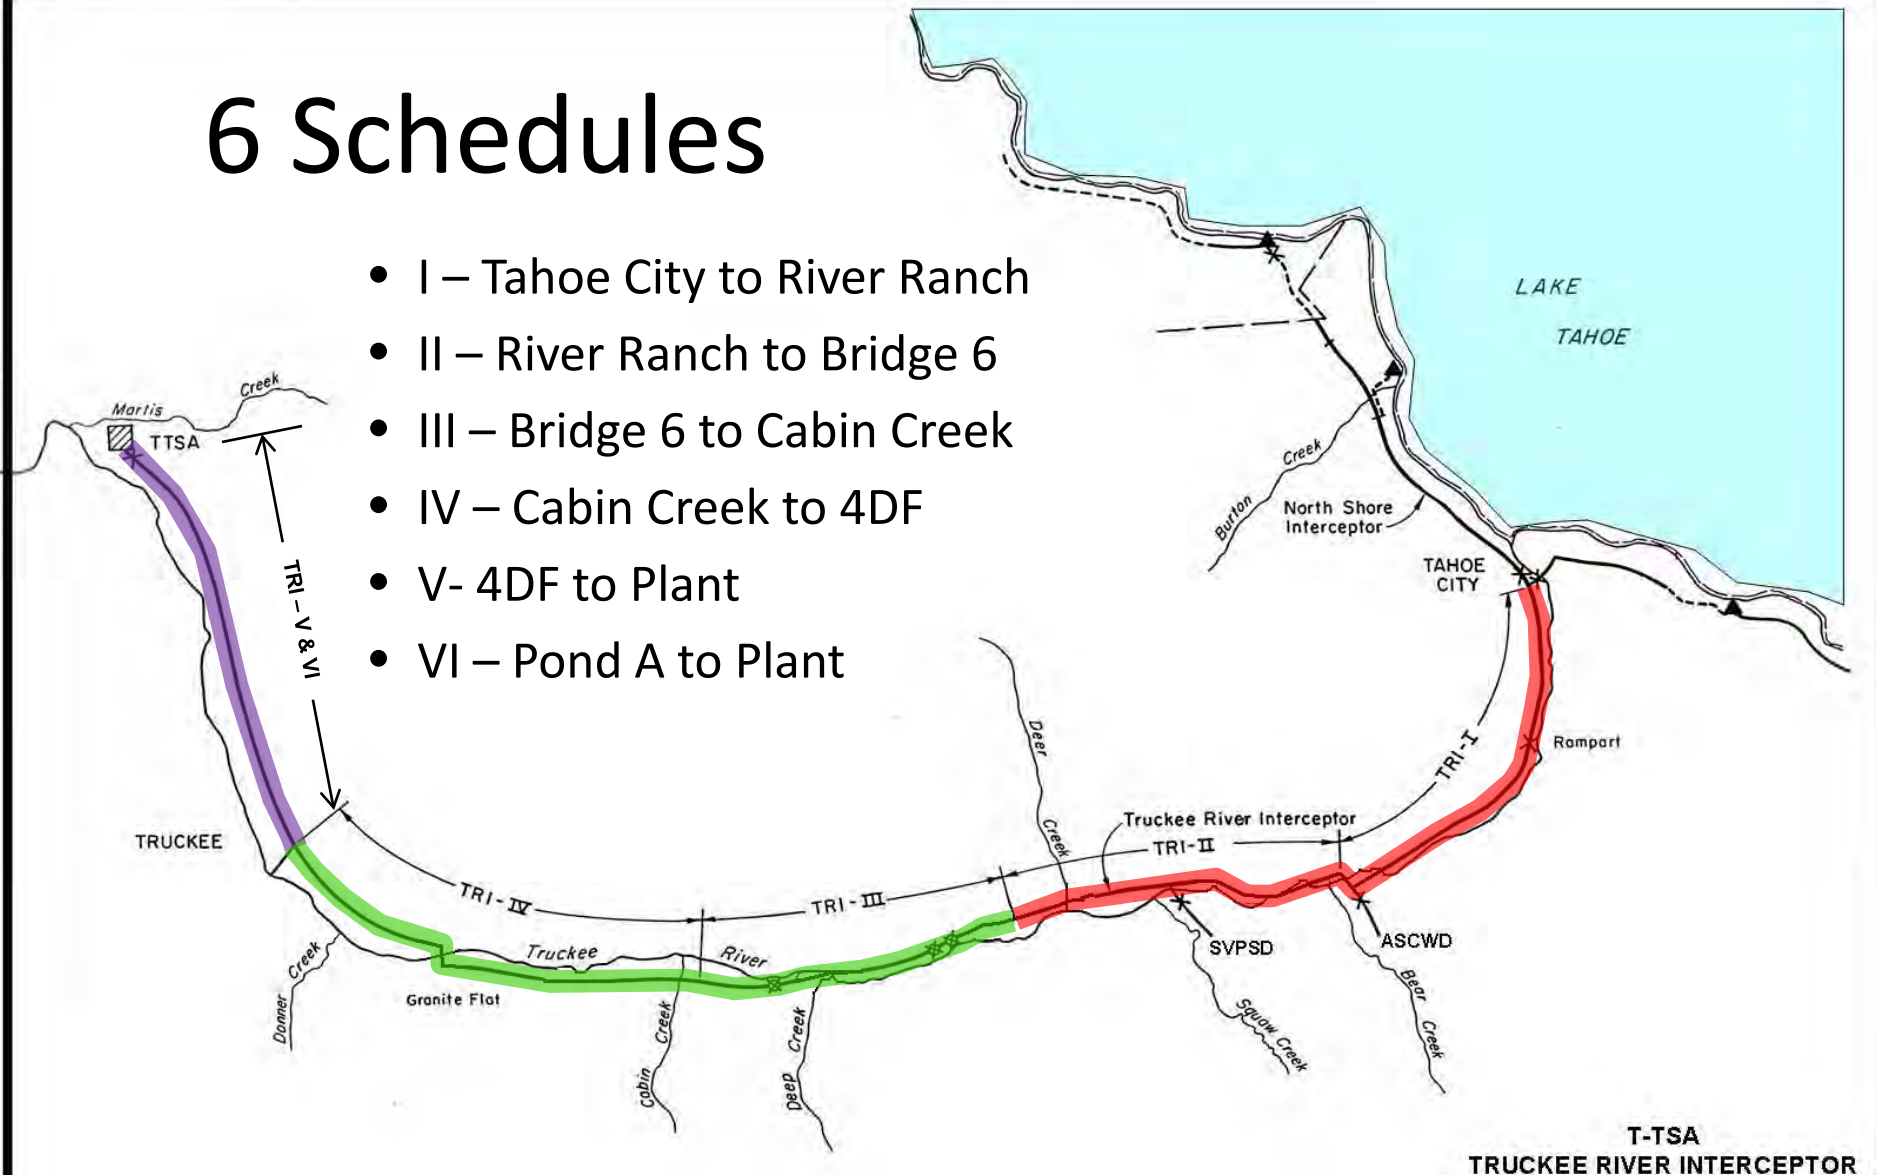 6 Schedules
• I – Tahoe City to River Ranch
• II – River Ranch to Bridge 6
• III – Bridge 6 to Cabin Creek
• IV – Cabin Creek to 4DF
• V- 4DF to Plant
• VI – Pond A to Plant
LAKE
TAHOE
Martis
Creek
TTSA
TRI-V & VI
Burton
Creek
North Shore
Interceptor
TAHOE
CITY
Rampart
TRI-I
Deer
Creek
Truckee River Interceptor
TRI-II
TRI-III
TRI-IV
TRUCKEE
Truckee
River
Granite Flat
Donner
Creek
Cabin
Creek
Deep
Creek
SVPSD
Squaw Creek
ASCWD
Bear
Creek
T-TSA
TRUCKEE RIVER INTERCEPTOR